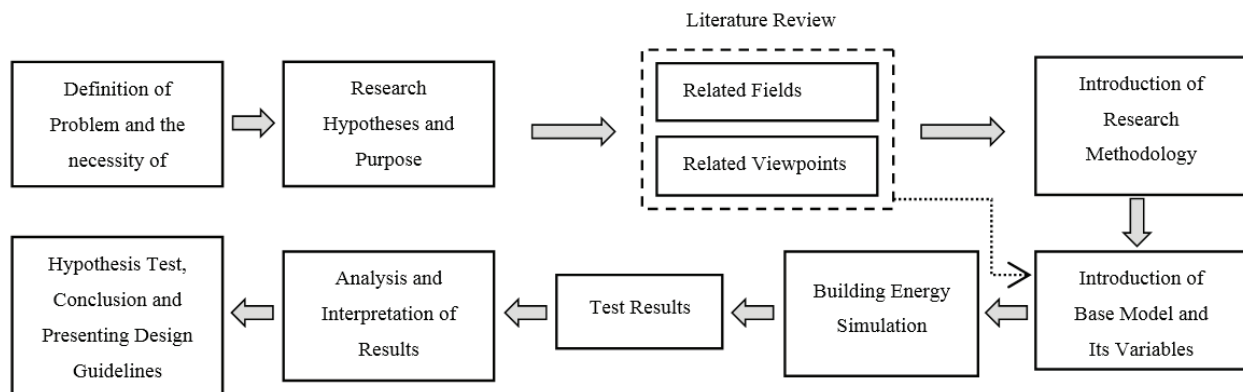 Literature Review
Definition of
Problem and the
necessity of
Research
Hypotheses and
Purpose
Related Fields
Related Viewpoints
Introduction of
Research
Methodology
Introduction of
Base Model and
Its Variables
Building Energy
Simulation
Test Results
Analysis and
Interpretation of
Results
Hypothesis Test,
Conclusion and
Presenting Design
Guidelines